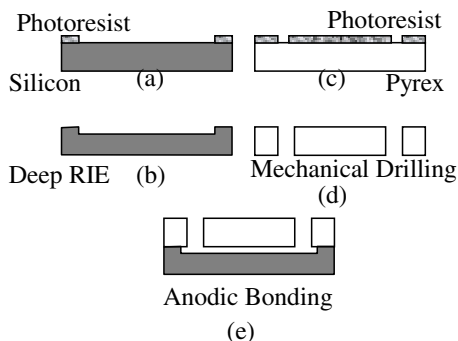 Photoresist
Photoresist
Silicon
(a)
(c)
Pyrex
Deep RIE
(b)
Mechanical Drilling
(d)
Anodic Bonding
(e)